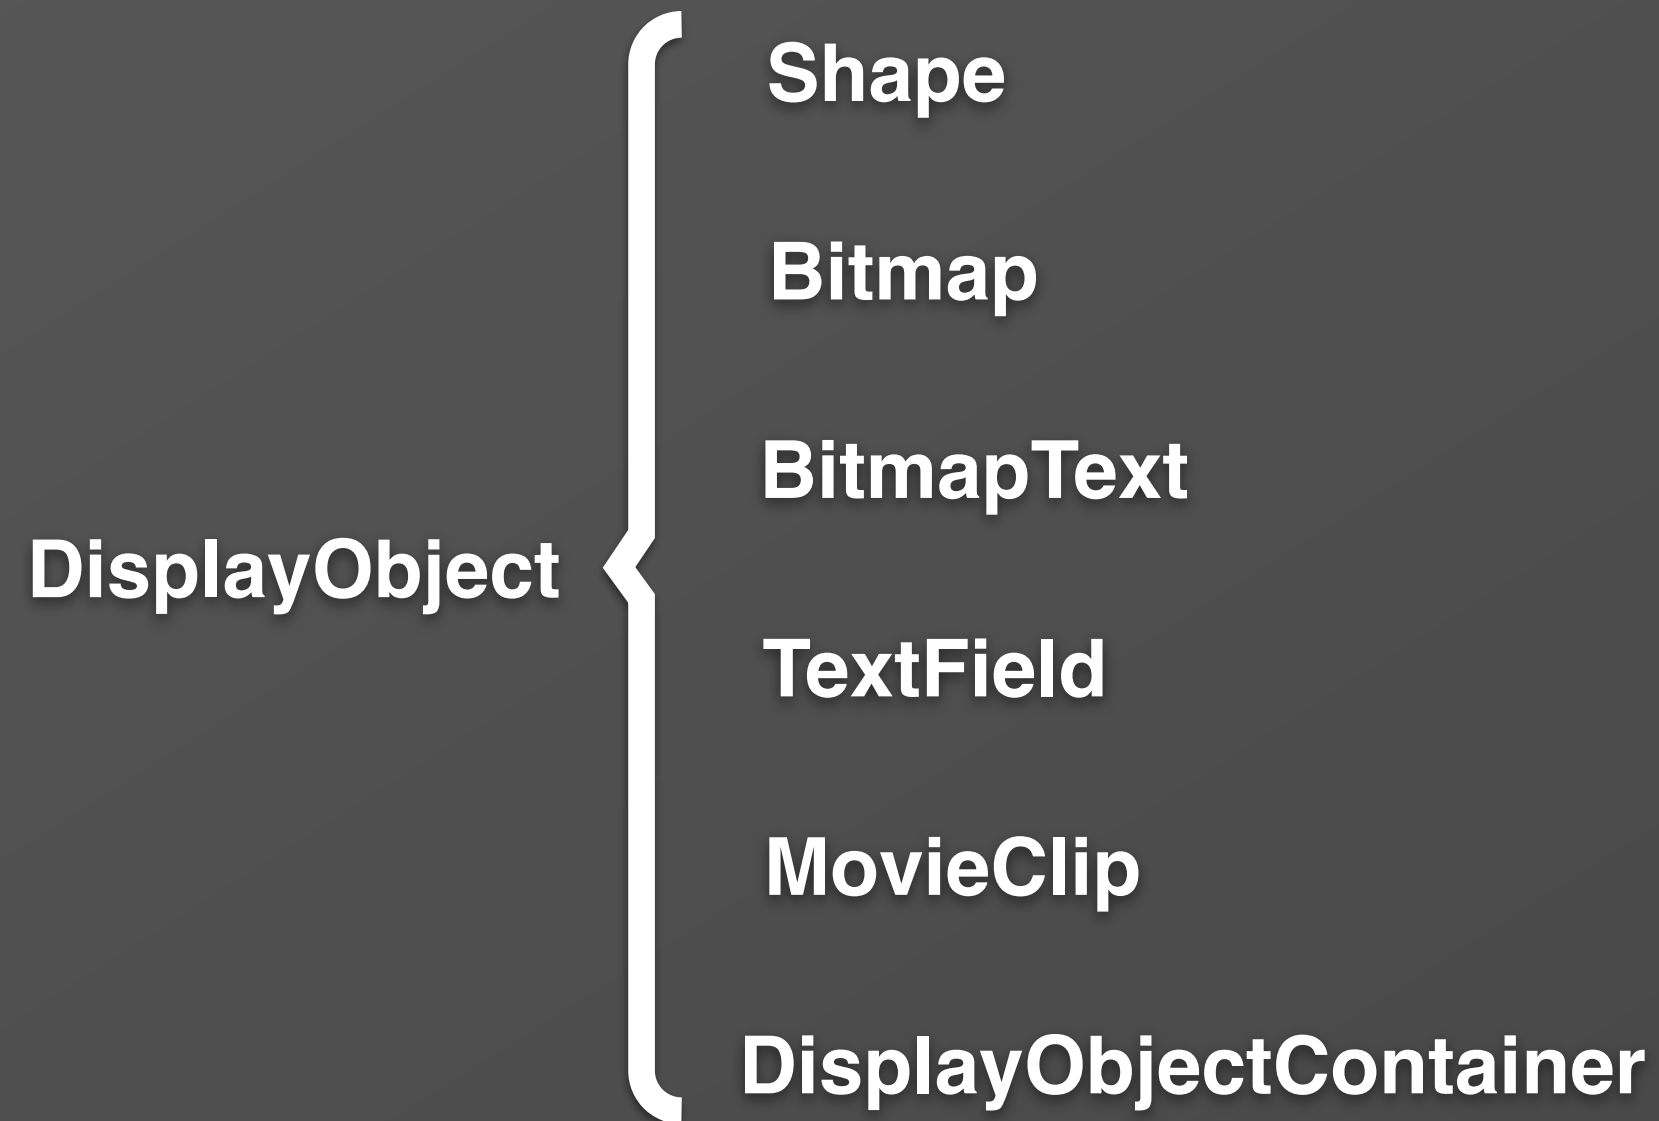 Shape
Bitmap
BitmapText
DisplayObject
TextField
MovieClip
DisplayObjectContainer